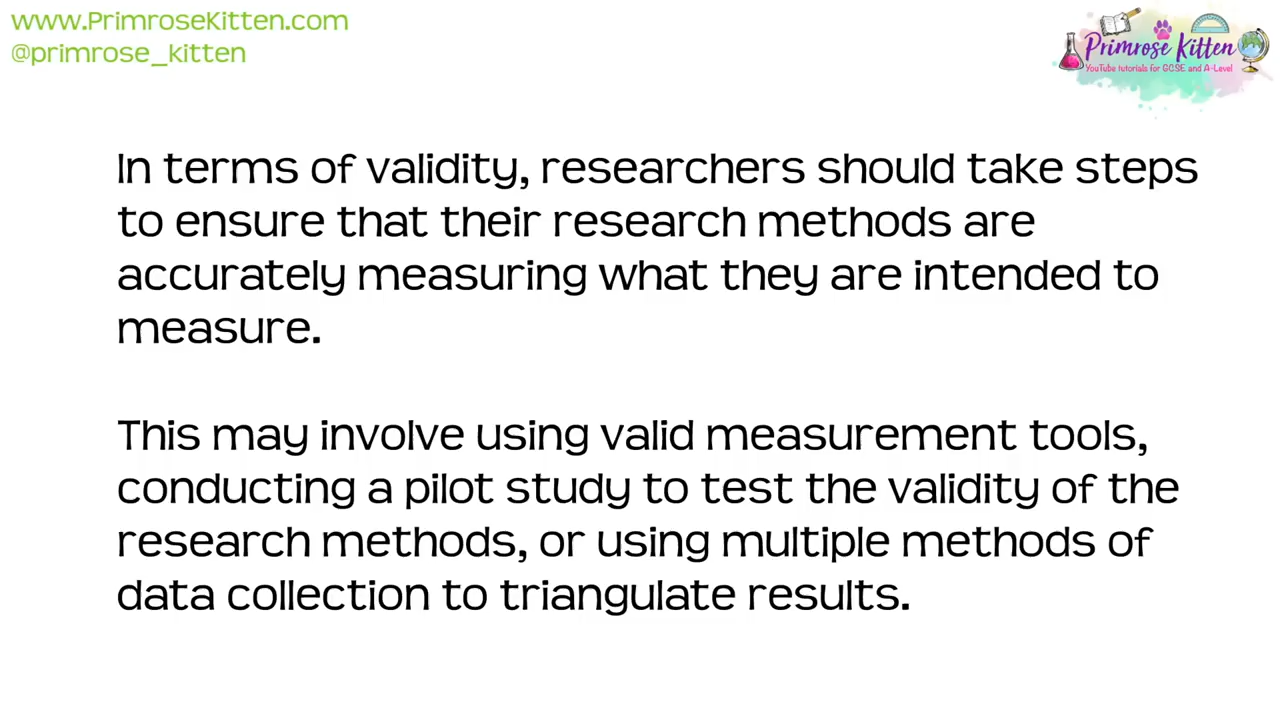 www.PrimroseKitten.com
@primrose_kitten
Primrose Kitten
YouTube tutorials for GCSE and A-Level
In terms of validity, researchers should take steps
to ensure that their research methods are
accurately measuring what they are intended to
measure.
This may involve using valid measurement tools,
conducting a pilot study to test the validity of the
research methods, or using multiple methods of
data collection to triangulate results.